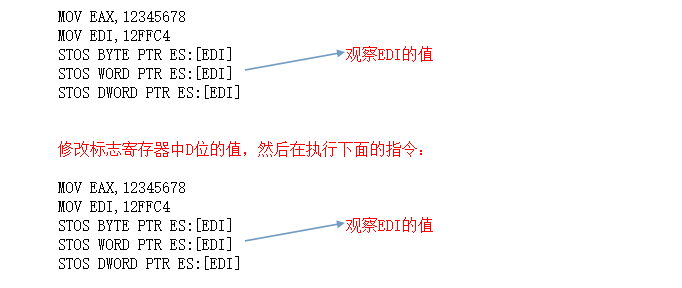 MOV EAX,12345678
MOV EDI,12FFC4
STOS BYTE PTR ES:[EDI] 观察EDI的值
STOS WORD PTR ES:[EDI]
STOS DWORD PTR ES:[EDI]
修改标志寄存器中D位的值，然后在执行下面的指令：
MOV EAX,12345678
MOV EDI,12FFC4
STOS BYTE PTR ES:[EDI] 观察EDI的值
STOS WORD PTR ES:[EDI]
STOS DWORD PTR ES:[EDI]